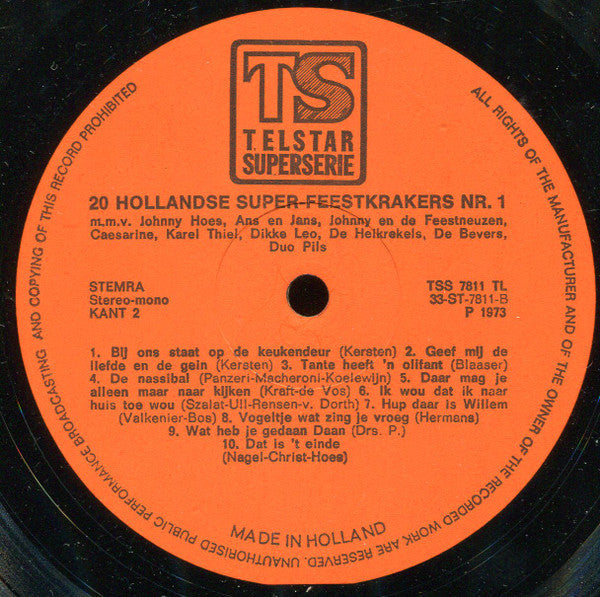 TS
T.ELSTAR
SUPERSERIE
20 HOLLANDSE SUPER-FEESTKRAKERS NR. 1
m.m.v. Johnny Hoes, Ans en Jans, Johnny en de Feestneuzen,
Caesarine, Karel Thiel, Dikke Leo, De Heikrekels, De Bevers,
Duo Pils
STEMRA
Stereo-mono
KANT 2
TSS 7811 TL
33-ST-7811-B
P 1973
1. Bij ons staat op de keukendeur (Kersten) 2. Geef mij de
liefde en de gein (Kersten) 3. Tante heeft 'n olifant (Blaaser)
4. De nassibal (Panzeri-Macheroni-Koelewijn) 5. Daar mag je
alleen maar naar kijken (Kraft-de Vos) 6. Ik wou dat ik naar
huis toe wou (Szalat-Ull-Rensen-v. Dorth) 7. Hup daar is Willem
(Valkenier-Bos) 8. Vogeltje wat zing je vroeg (Hermans)
9. Wat heb je gedaan Daan (Drs. P.)
10. Dat is 't einde
(Nagel-Christ-Hoes)
MADE IN HOLLAND
ALL RIGHTS OF THE MANUFACTURER AND OF THE OWNER OF THE RECORDED WORK ARE RESERVED. UNAUTHORISED PUBLIC PERFORMANCE BROADCASTING AND COPYING OF THIS RECORD PROHIBITED